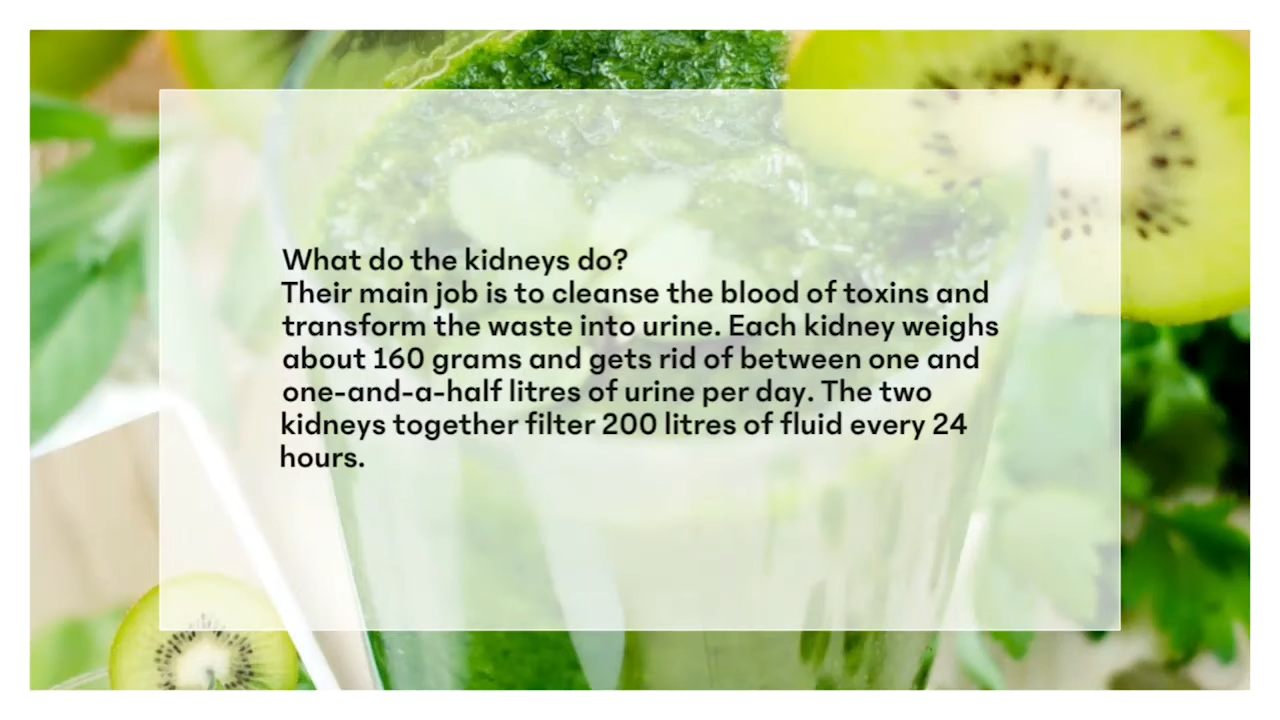 What do the kidneys do?
Their main job is to cleanse the blood of toxins and
transform the waste into urine. Each kidney weighs
about 160 grams and gets rid of between one and
one-and-a-half litres of urine per day. The two
kidneys together filter 200 litres of fluid every 24
hours.